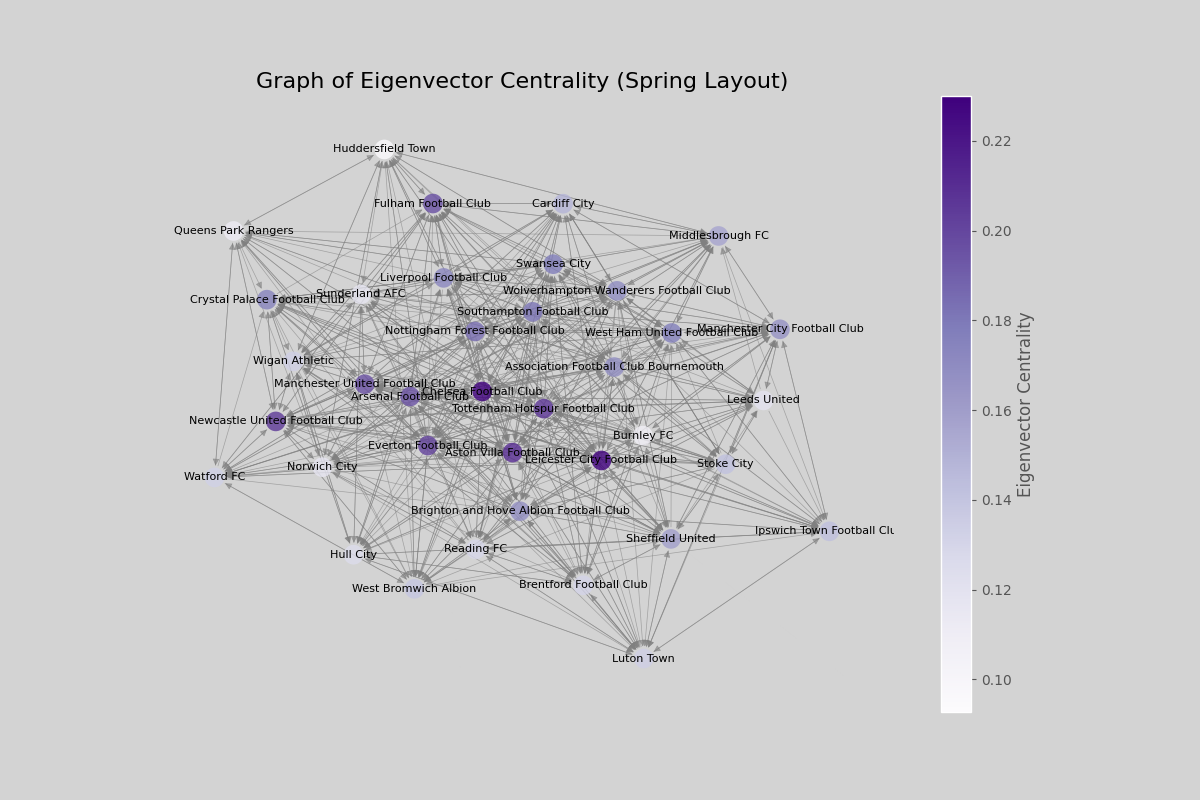 Graph of Eigenvector Centrality (Spring Layout)
Huddersfield Town
Fulham Football Club
Cardiff City
Queens Park Rangers
Middlesbrough FC
Swansea City
Liverpool Football Club
Wolverhampton Wanderers Football Club
Sunderland AFC
Crystal Palace Football Club
Southampton Football Club
Nottingham Forest Football Club
West Ham United Football Club
Manchester City Football Club
Wigan Athletic
Association Football Club Bournemouth
Manchester United Football Club
Chelsea Football Club
Arsenal Football Club
Leeds United
Tottenham Hotspur Football Club
Newcastle United Football Club
Burnley FC
Everton Football Club
Aston Villa Football Club
Leicester City Football Club
Stoke City
Norwich City
Watford FC
Brighton and Hove Albion Football Club
Ipswich Town Football Clu
Sheffield United
Reading FC
Hull City
Brentford Football Club
West Bromwich Albion
Luton Town
0.22
0.20
0.18
0.16
0.14
0.12
0.10
Eigenvector Centrality